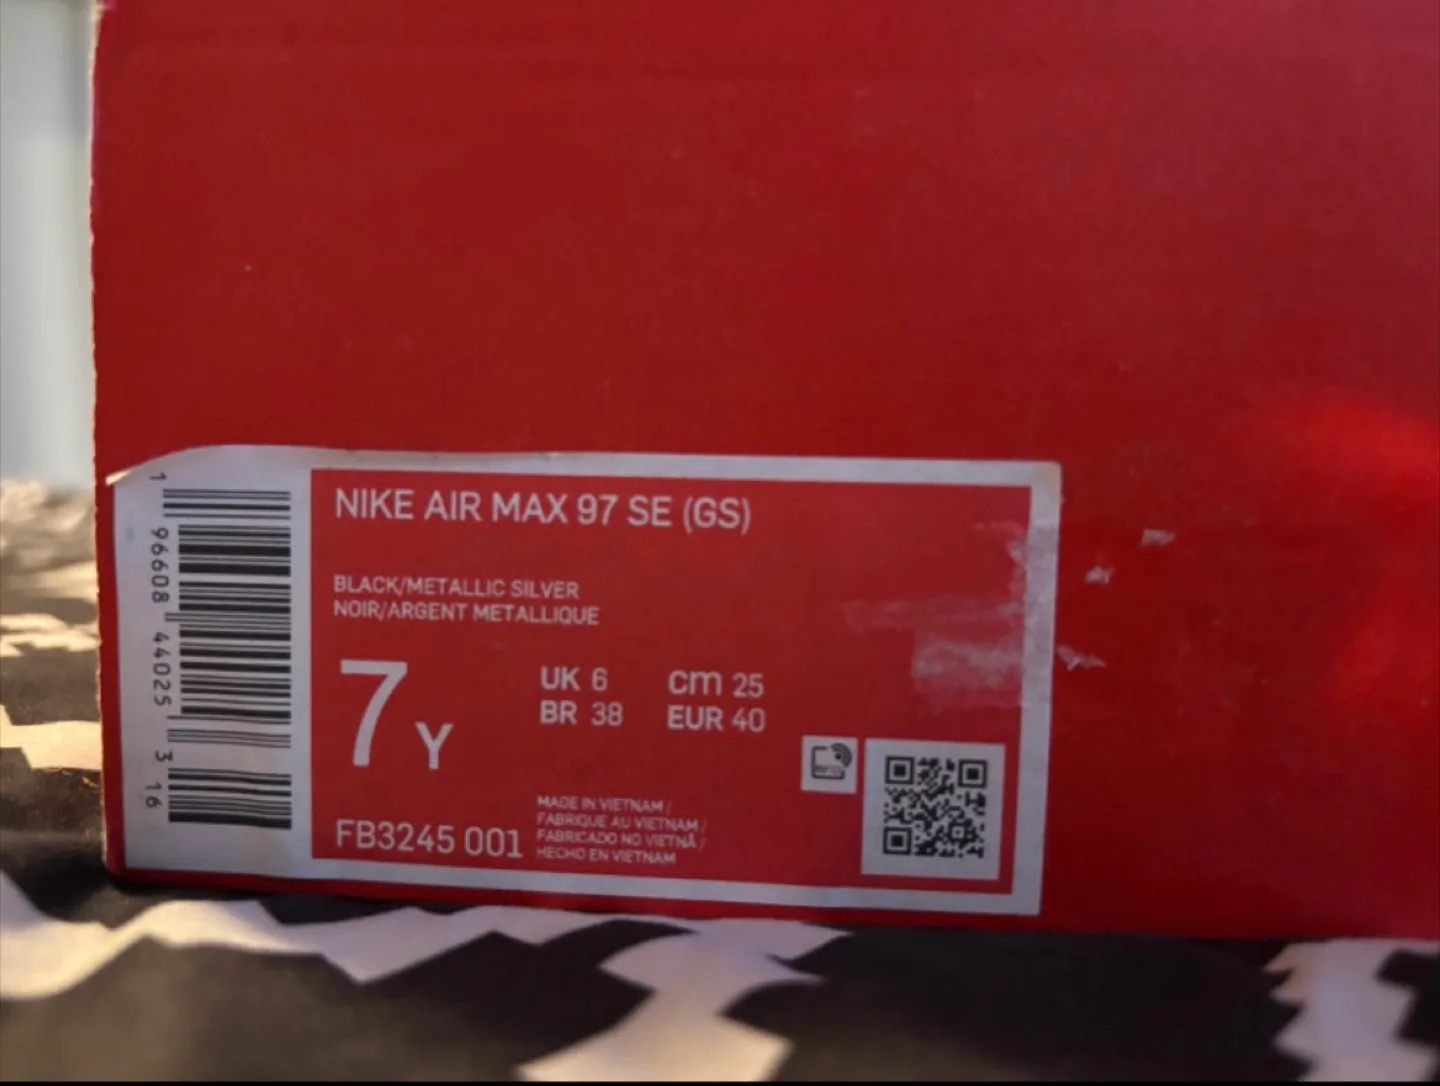 NIKE AIR MAX 97 SE (GS)
BLACK/METALLIC SILVER
NOIR/ARGENT METALLIQUE
7 Y
UK 6 cm 25
BR 38 EUR 40
FB3245 001
MADE IN VIETNAM /
FABRIQUE AU VIETNAM /
FABRICADO NO VIETNÃ /
HECHO EN VIETNAM
1 96608 44025 3 16